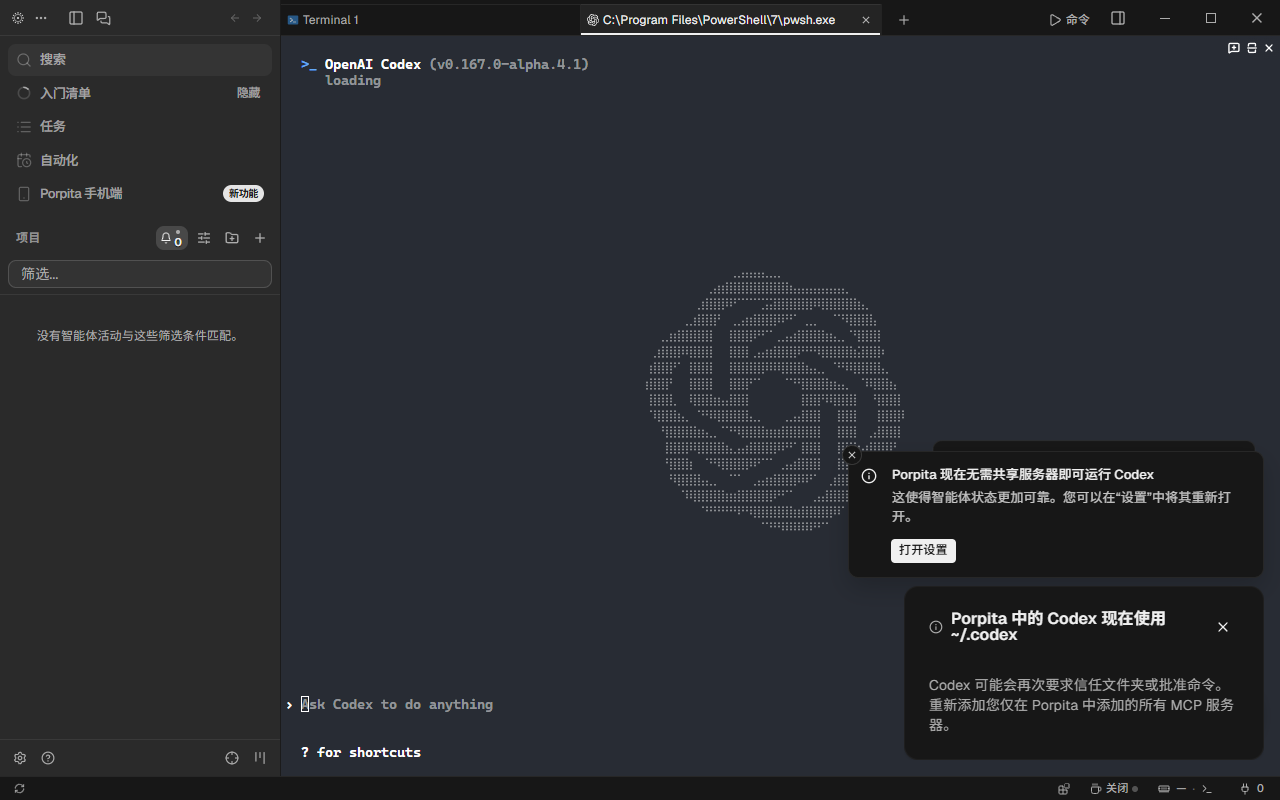 Terminal 1
C:\Program Files\PowerShell\7\pwsh.exe
命令
搜索
入门清单
隐藏
任务
自动化
Porpita 手机端
新功能
项目
0
筛选...
没有智能体活动与这些筛选条件匹配。
>_ OpenAI Codex (v0.167.0-alpha.4.1)
loading
Porpita 现在无需共享服务器即可运行 Codex
这使得智能体状态更加可靠。您可以在“设置”中将其重新打
开。
打开设置
Porpita 中的 Codex 现在使用
~/.codex
Codex 可能会再次要求信任文件夹或批准命令。
重新添加您仅在 Porpita 中添加的所有 MCP 服务
器。
› Ask Codex to do anything
? for shortcuts
关闭
0